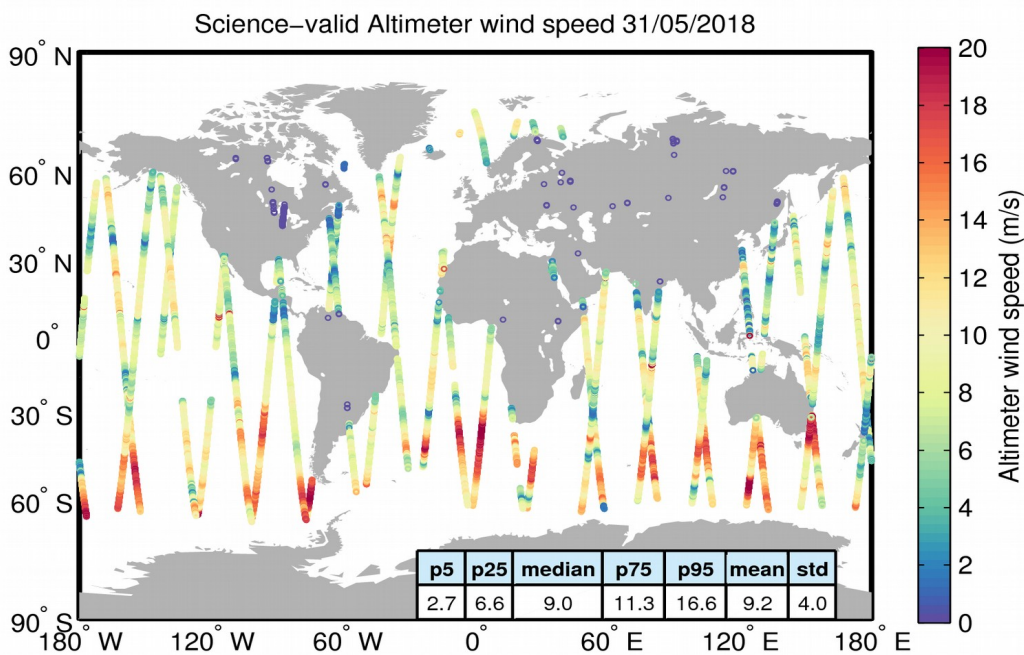 Science−valid Altimeter wind speed 31/05/2018
90° N
60° N
30° N
0°
30° S
60° S
90° S
180° W
120° W
60° W
0°
60° E
120° E
180° E
p5 p25 median p75 p95 mean std
2.7 6.6 9.0 11.3 16.6 9.2 4.0
20
18
16
14
12
10
8
6
4
2
0
Altimeter wind speed (m/s)